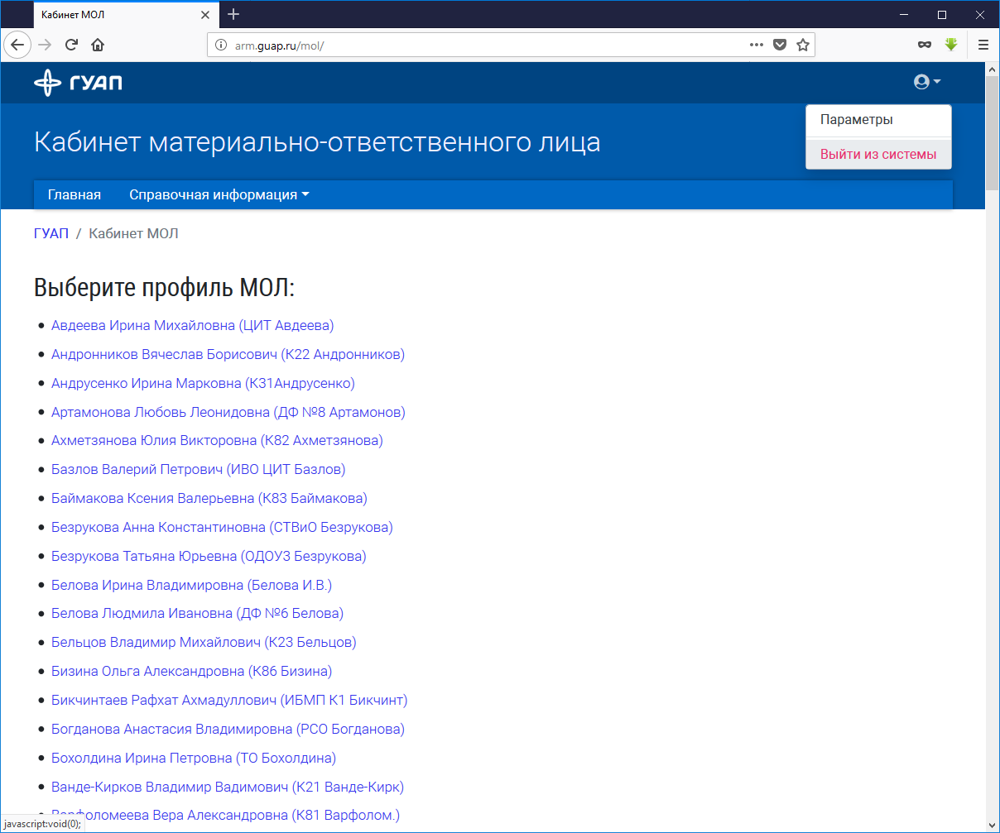 Кабинет МОЛ
arm.guap.ru/mol/
ГУАП
Параметры
Кабинет материально-ответственного лица
Выйти из системы
Главная Справочная информация
ГУАП / Кабинет МОЛ
Выберите профиль МОЛ:
Авдеева Ирина Михайловна (ЦИТ Авдеева)
Андронников Вячеслав Борисович (К22 Андронников)
Андрусенко Ирина Марковна (К31Андрусенко)
Артамонова Любовь Леонидовна (ДФ №8 Артамонов)
Ахметзянова Юлия Викторовна (К82 Ахметзянова)
Базлов Валерий Петрович (ИВО ЦИТ Базлов)
Баймакова Ксения Валерьевна (К83 Баймакова)
Безрукова Анна Константиновна (СТВиО Безрукова)
Безрукова Татьяна Юрьевна (ОДОУЗ Безрукова)
Белова Ирина Владимировна (Белова И.В.)
Белова Людмила Ивановна (ДФ №6 Белова)
Бельцов Владимир Михайлович (К23 Бельцов)
Бизина Ольга Александровна (К86 Бизина)
Бикчинтаев Рафхат Ахмадуллович (ИБМП К1 Бикчинт)
Богданова Анастасия Владимировна (РСО Богданова)
Бохолдина Ирина Петровна (ТО Бохолдина)
Ванде-Кирков Владимир Вадимович (К21 Ванде-Кирк)
Варфоломеева Вера Александровна (К81 Варфолом.)
javascript:void(0);